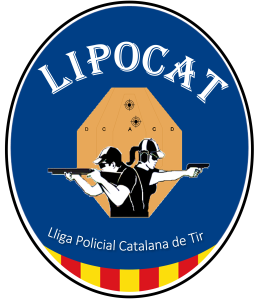 LIPOCAT
D C A C D
Lliga Policial Catalana de Tir